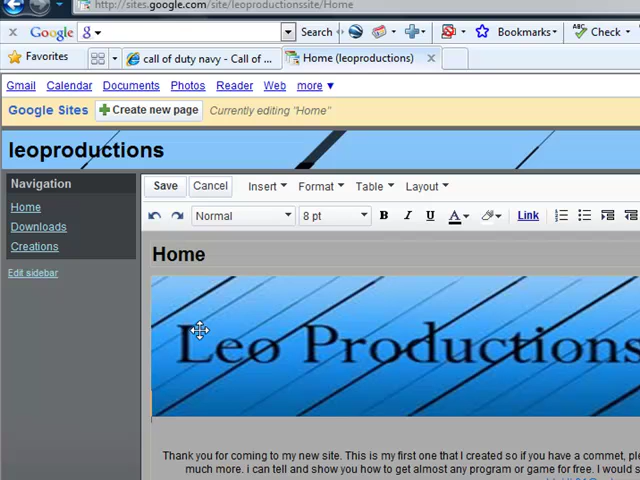 http://sites.google.com/site/leoproductionssite/Home
Google Search Bookmarks Check
Favorites call of duty navy - Call of ... Home (leoproductions)
Gmail Calendar Documents Photos Reader Web more
Google Sites Create new page Currently editing "Home"
leoproductions
Navigation
Home
Downloads
Creations
Edit sidebar
Save Cancel Insert Format Table Layout
Normal 8 pt B I U A Link
Home
Leo Productions
Thank you for coming to my new site. This is my first one that I created so if you have a commet, ple
much more. i can tell and show you how to get almost any program or game for free. I would s